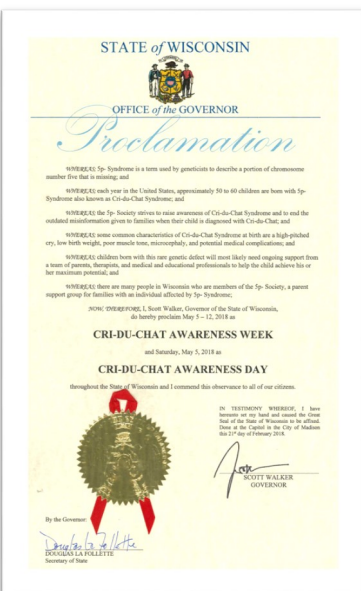 STATE of WISCONSIN
OFFICE of the GOVERNOR
Proclamation
WHEREAS; 5p- Syndrome is a term used by geneticists to describe a portion of chromosome
number five that is missing; and
WHEREAS; each year in the United States, approximately 50 to 60 children are born with 5p-
Syndrome also known as Cri-du-Chat Syndrome; and
WHEREAS; the 5p- Society strives to raise awareness of Cri-du-Chat Syndrome and to end the
outdated misinformation given to families when their child is diagnosed with Cri-du-Chat; and
WHEREAS; some common characteristics of Cri-du-Chat Syndrome at birth are a high-pitched
cry, low birth weight, poor muscle tone, microcephaly, and potential medical complications; and
WHEREAS; children born with this rare genetic defect will most likely need ongoing support from
a team of parents, therapists, and medical and educational professionals to help the child achieve his or
her maximum potential; and
WHEREAS; there are many people in Wisconsin who are members of the 5p- Society, a parent
support group for families with an individual affected by 5p- Syndrome;
NOW, THEREFORE, I, Scott Walker, Governor of the State of Wisconsin,
do hereby proclaim May 5 – 12, 2018 as
CRI-DU-CHAT AWARENESS WEEK
and Saturday, May 5, 2018 as
CRI-DU-CHAT AWARENESS DAY
throughout the State of Wisconsin and I commend this observance to all of our citizens.
IN TESTIMONY WHEREOF, I have
hereunto set my hand and caused the Great
Seal of the State of Wisconsin to be affixed.
Done at the Capitol in the City of Madison
this 21st day of February 2018.
SCOTT WALKER
GOVERNOR
By the Governor:
Douglas La Follette
DOUGLAS LA FOLLETTE
Secretary of State